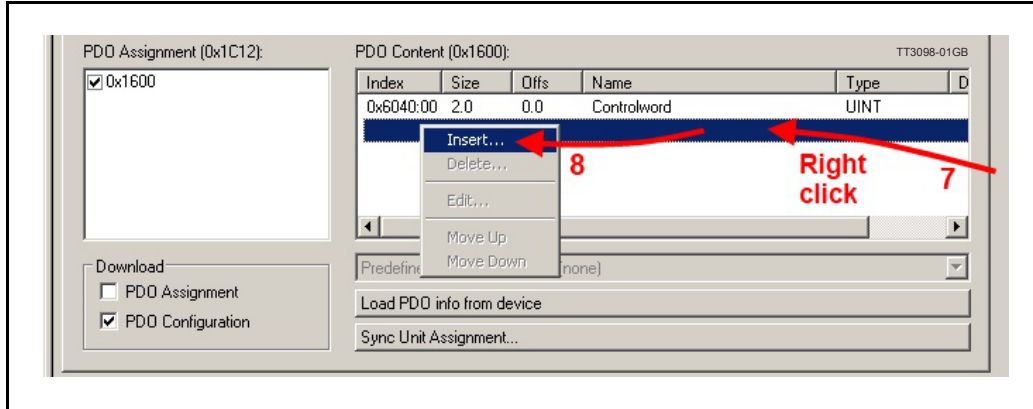 PDO Assignment (0x1C12):
PDO Content (0x1600):
TT3098-01GB
0x1600
Index Size Offs Name Type D
0x6040:00 2.0 0.0 Controlword UINT
Insert...
Delete...
Edit...
Move Up
Move Down
8
Right
click
7
Download
PDO Assignment
PDO Configuration
Predefine none)
Load PDO info from device
Sync Unit Assignment...